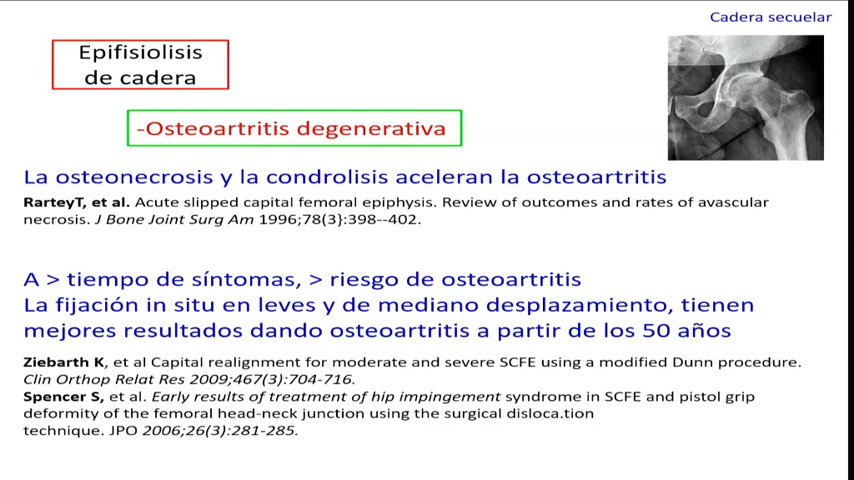 Cadera secuelar
Epifisiolisis
de cadera
-Osteoartritis degenerativa
La osteonecrosis y la condrolisis aceleran la osteoartritis
RarteyT, et al. Acute slipped capital femoral epiphysis. Review of outcomes and rates of avascular
necrosis. J Bone Joint Surg Am 1996;78(3}:398--402.
A > tiempo de síntomas, > riesgo de osteoartritis
La fijación in situ en leves y de mediano desplazamiento, tienen
mejores resultados dando osteoartritis a partir de los 50 años
Ziebarth K, et al Capital realignment for moderate and severe SCFE using a modified Dunn procedure.
Clin Orthop Relat Res 2009;467(3):704-716.
Spencer S, et al. Early results of treatment of hip impingement syndrome in SCFE and pistol grip
deformity of the femoral head-neck junction using the surgical disloca.tion
technique. JPO 2006;26(3):281-285.